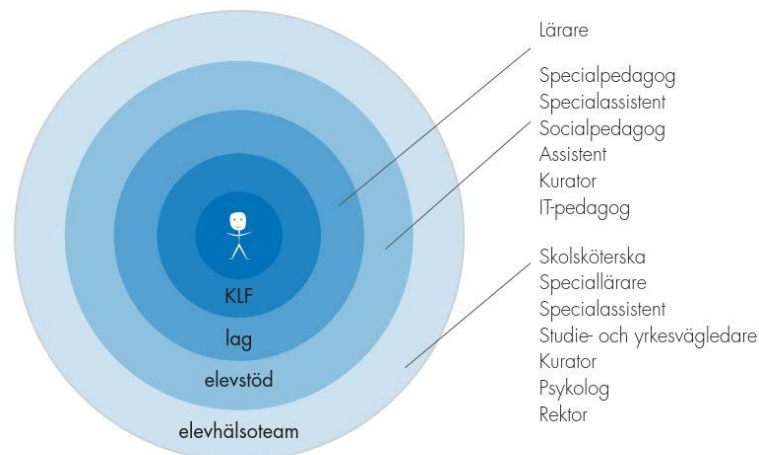 KLF
lag
elevstöd
elevhälsoteam
Lärare
Specialpedagog
Specialassistent
Socialpedagog
Assistent
Kurator
IT-pedagog
Skolsköterska
Speciallärare
Specialassistent
Studie- och yrkesvägledare
Kurator
Psykolog
Rektor